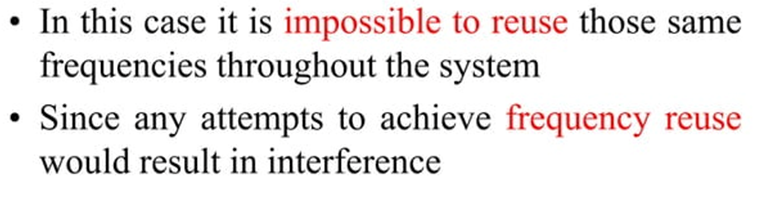 • In this case it is impossible to reuse those same
frequencies throughout the system
• Since any attempts to achieve frequency reuse
would result in interference